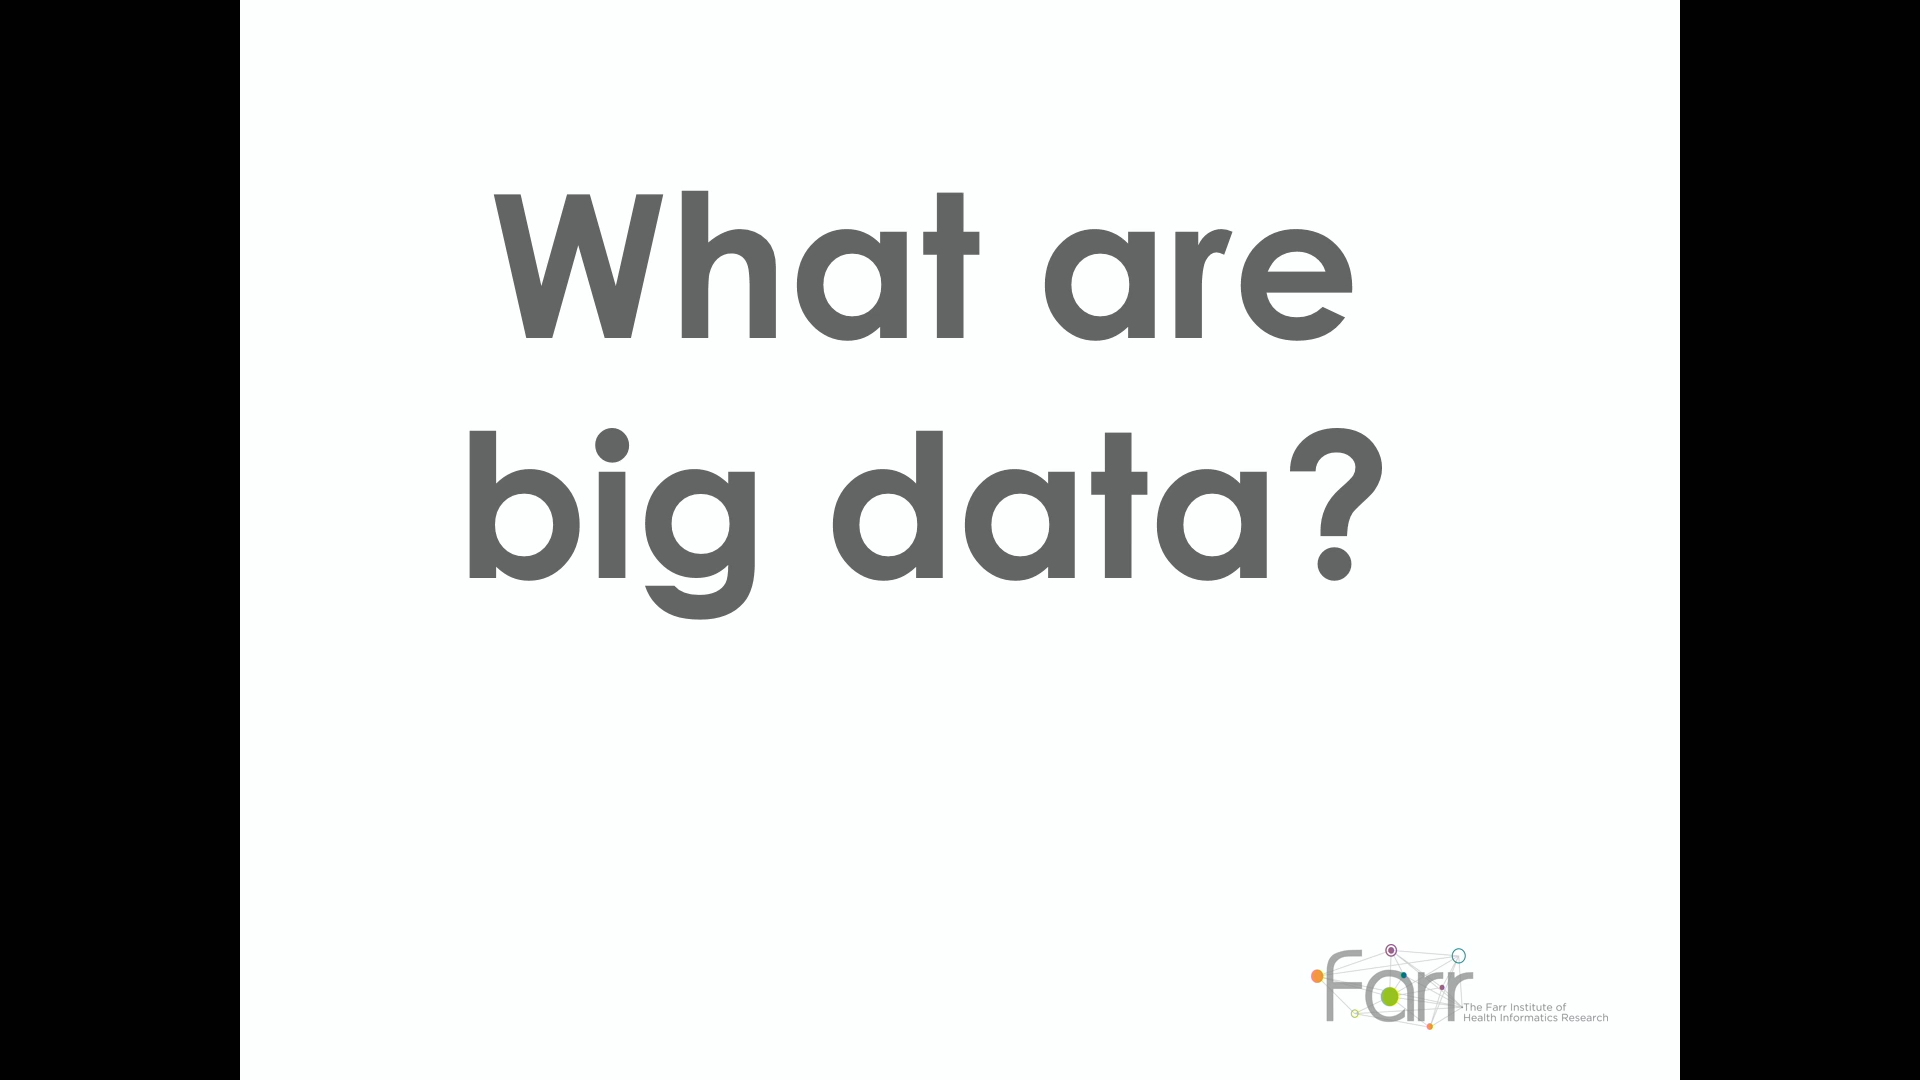 What are
big data?
farr
The Farr Institute of
Health Informatics Research